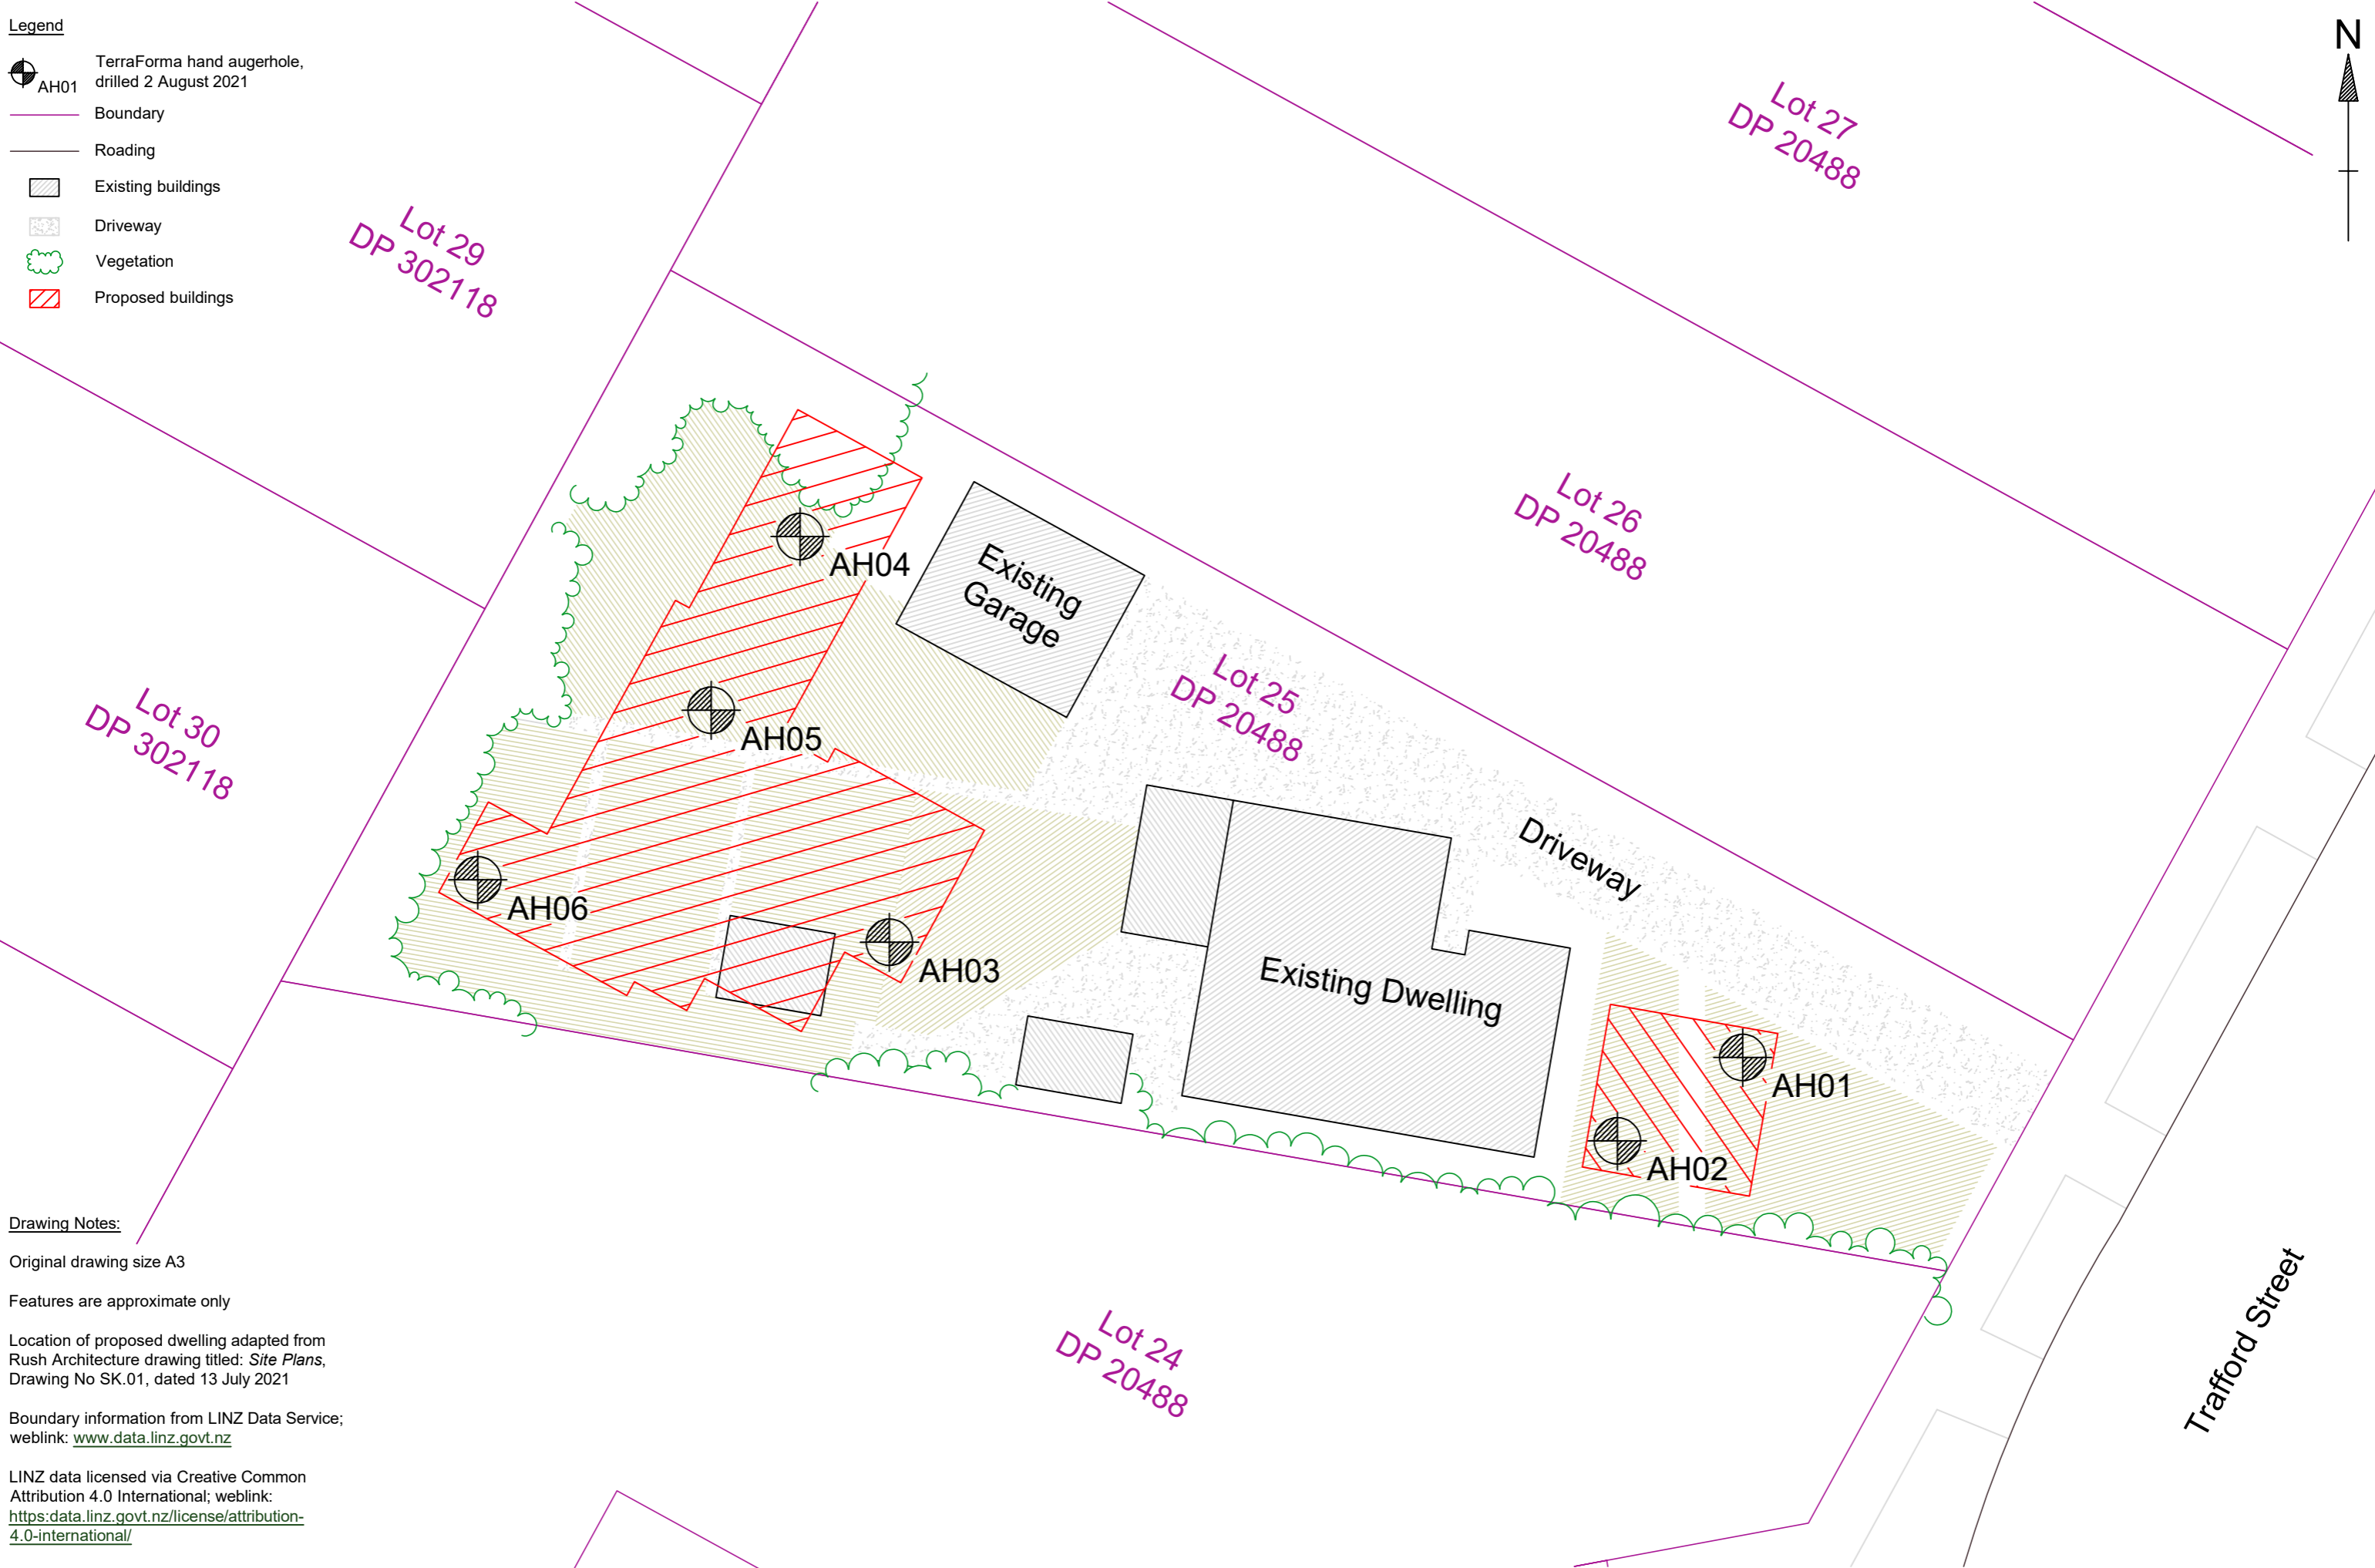 Legend
TerraForma hand augerhole,
drilled 2 August 2021
AH01
Boundary
Roading
Existing buildings
Driveway
Vegetation
Proposed buildings
N
Lot 27
DP 20488
Lot 29
DP 302118
Lot 26
DP 20488
Existing
Garage
AH04
Lot 25
DP 20488
Lot 30
DP 302118
AH05
Driveway
AH06
AH03
Existing Dwelling
AH01
AH02
Lot 24
DP 20488
Trafford Street
Drawing Notes:
Original drawing size A3
Features are approximate only
Location of proposed dwelling adapted from
Rush Architecture drawing titled: Site Plans,
Drawing No SK.01, dated 13 July 2021
Boundary information from LINZ Data Service;
weblink: www.data.linz.govt.nz
LINZ data licensed via Creative Common
Attribution 4.0 International; weblink:
https:data.linz.govt.nz/license/attribution-
4.0-international/